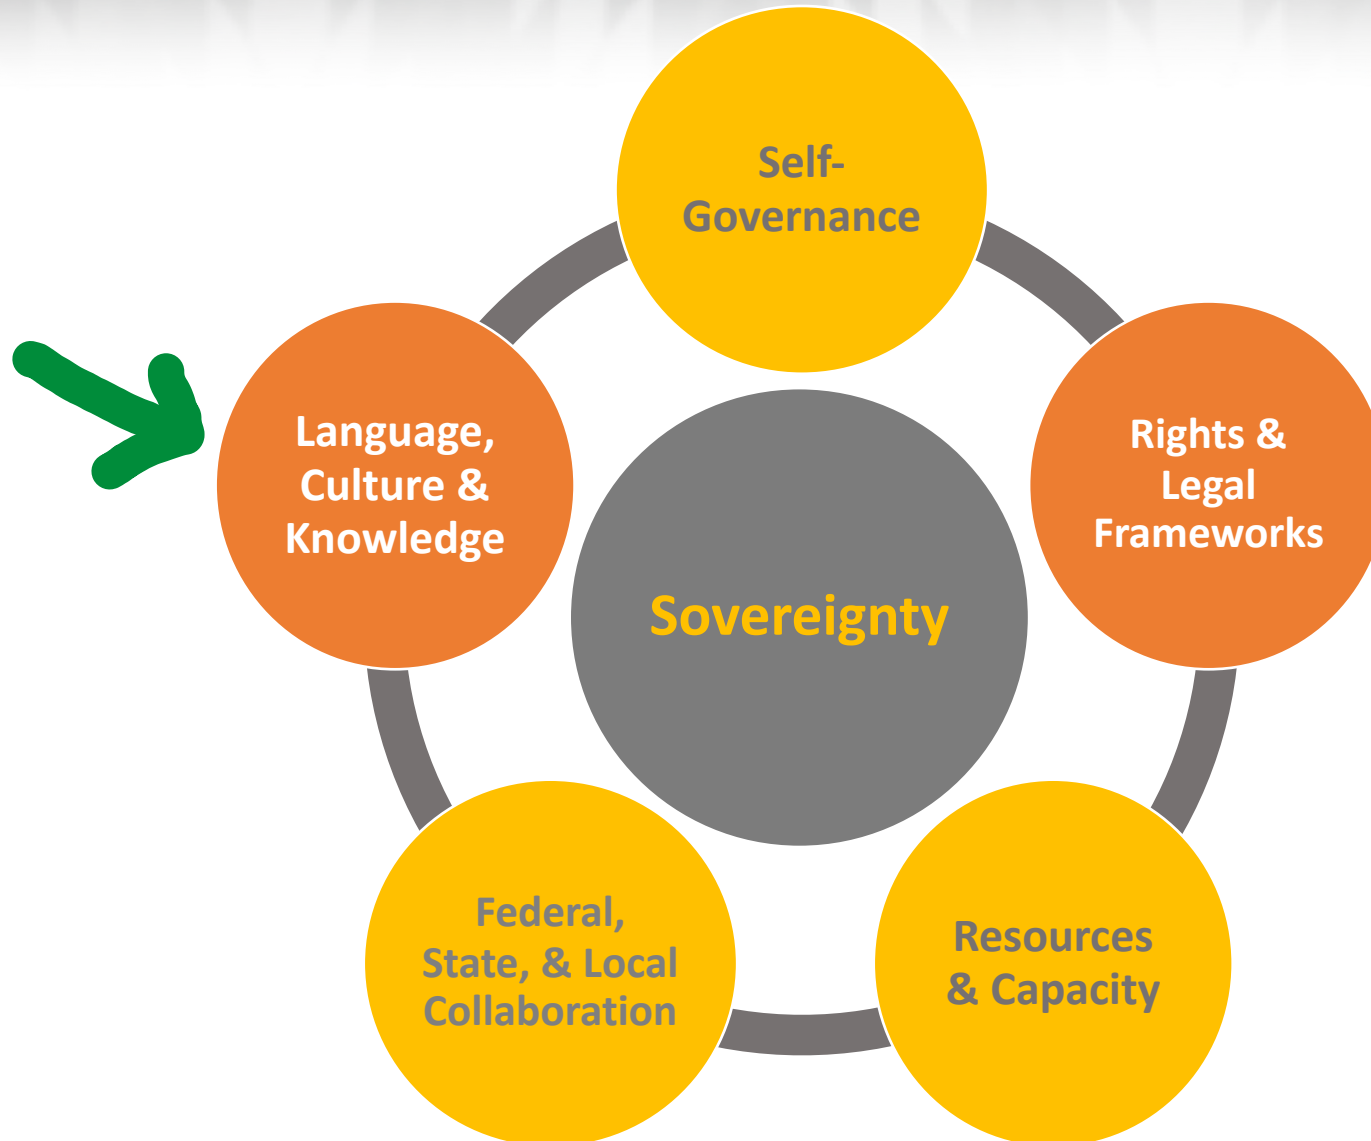 Self-
Governance
Language,
Culture &
Knowledge
Rights &
Legal
Frameworks
Sovereignty
Federal,
State, & Local
Collaboration
Resources
& Capacity